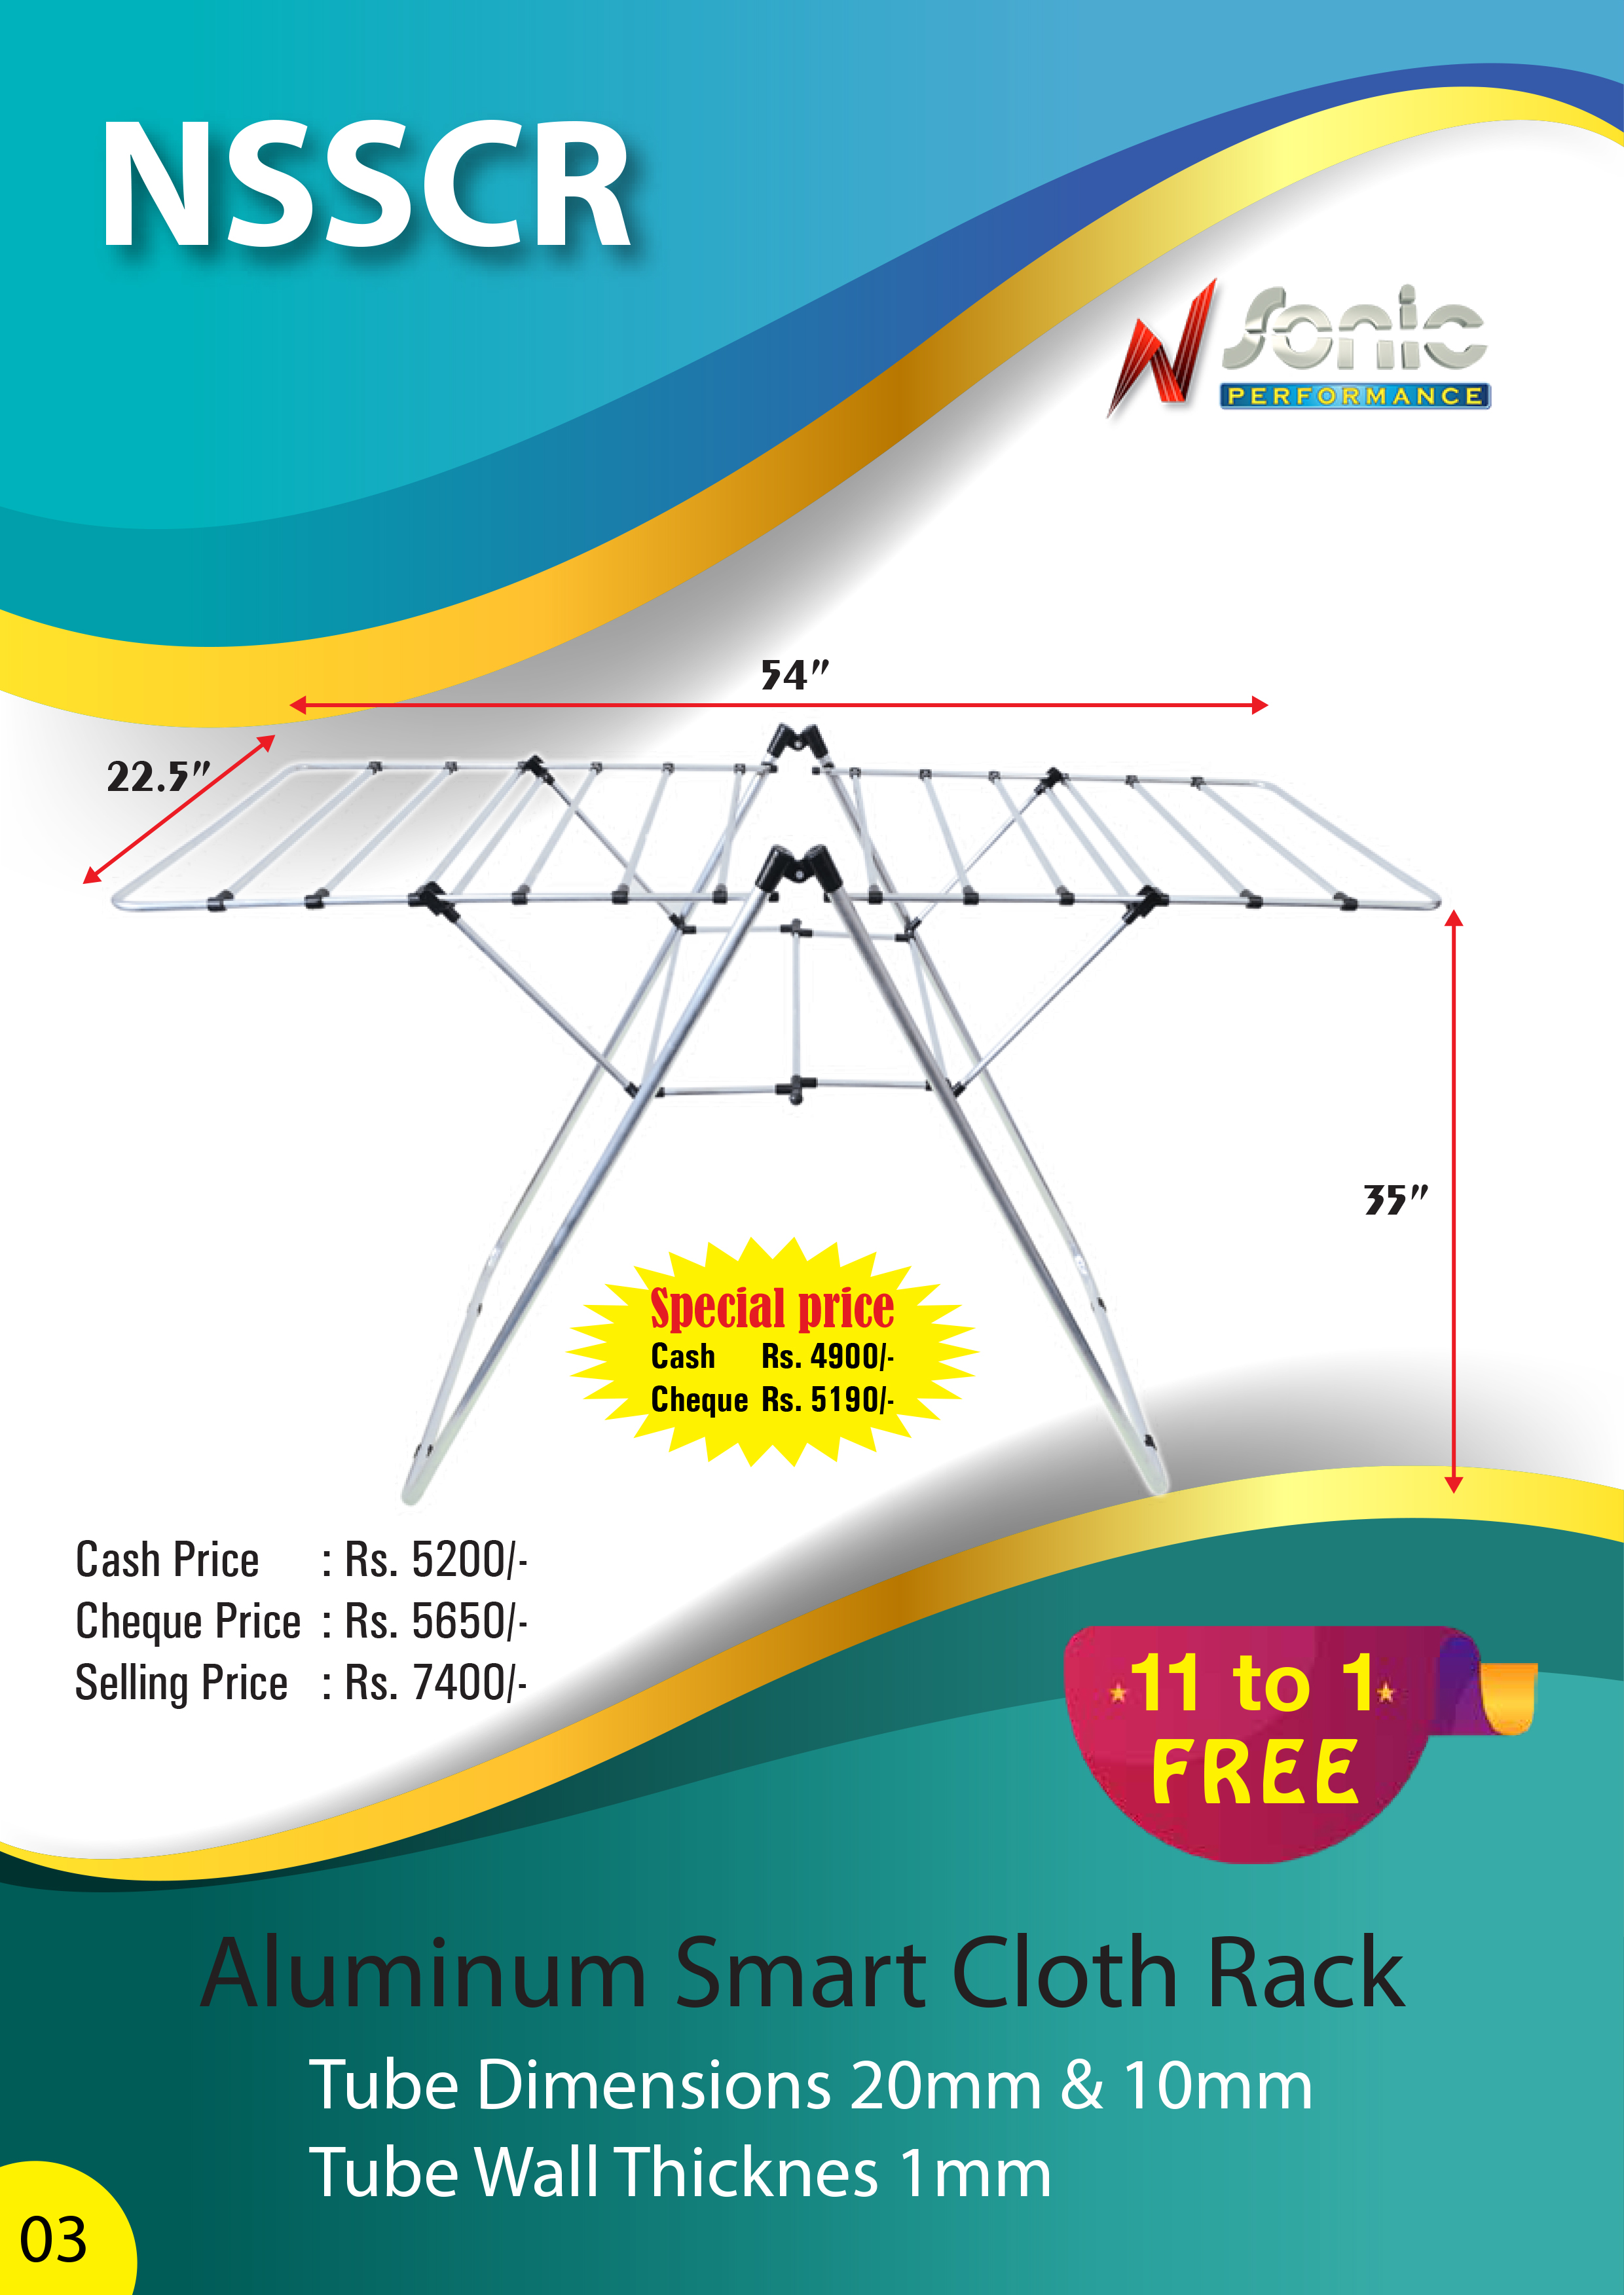 NSSCR
N Sonic
PERFORMANCE
54"
22.5"
35"
Special price
Cash Rs. 4900/-
Cheque Rs. 5190/-
Cash Price : Rs. 5200/-
Cheque Price : Rs. 5650/-
Selling Price : Rs. 7400/-
11 to 1
FREE
Aluminum Smart Cloth Rack
Tube Dimensions 20mm & 10mm
Tube Wall Thicknes 1mm
03